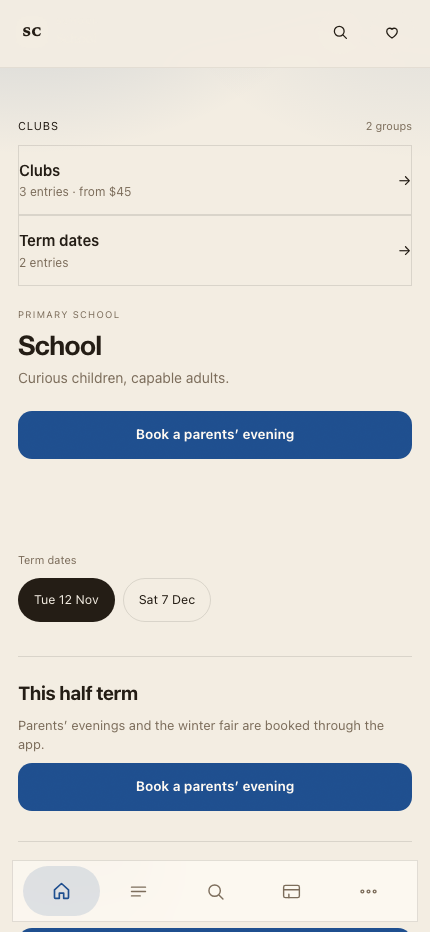 SC
CLUBS
2 groups
Clubs
3 entries · from $45
Term dates
2 entries
PRIMARY SCHOOL
School
Curious children, capable adults.
Book a parents’ evening
Term dates
Tue 12 Nov
Sat 7 Dec
This half term
Parents’ evenings and the winter fair are booked through the
app.
Book a parents’ evening